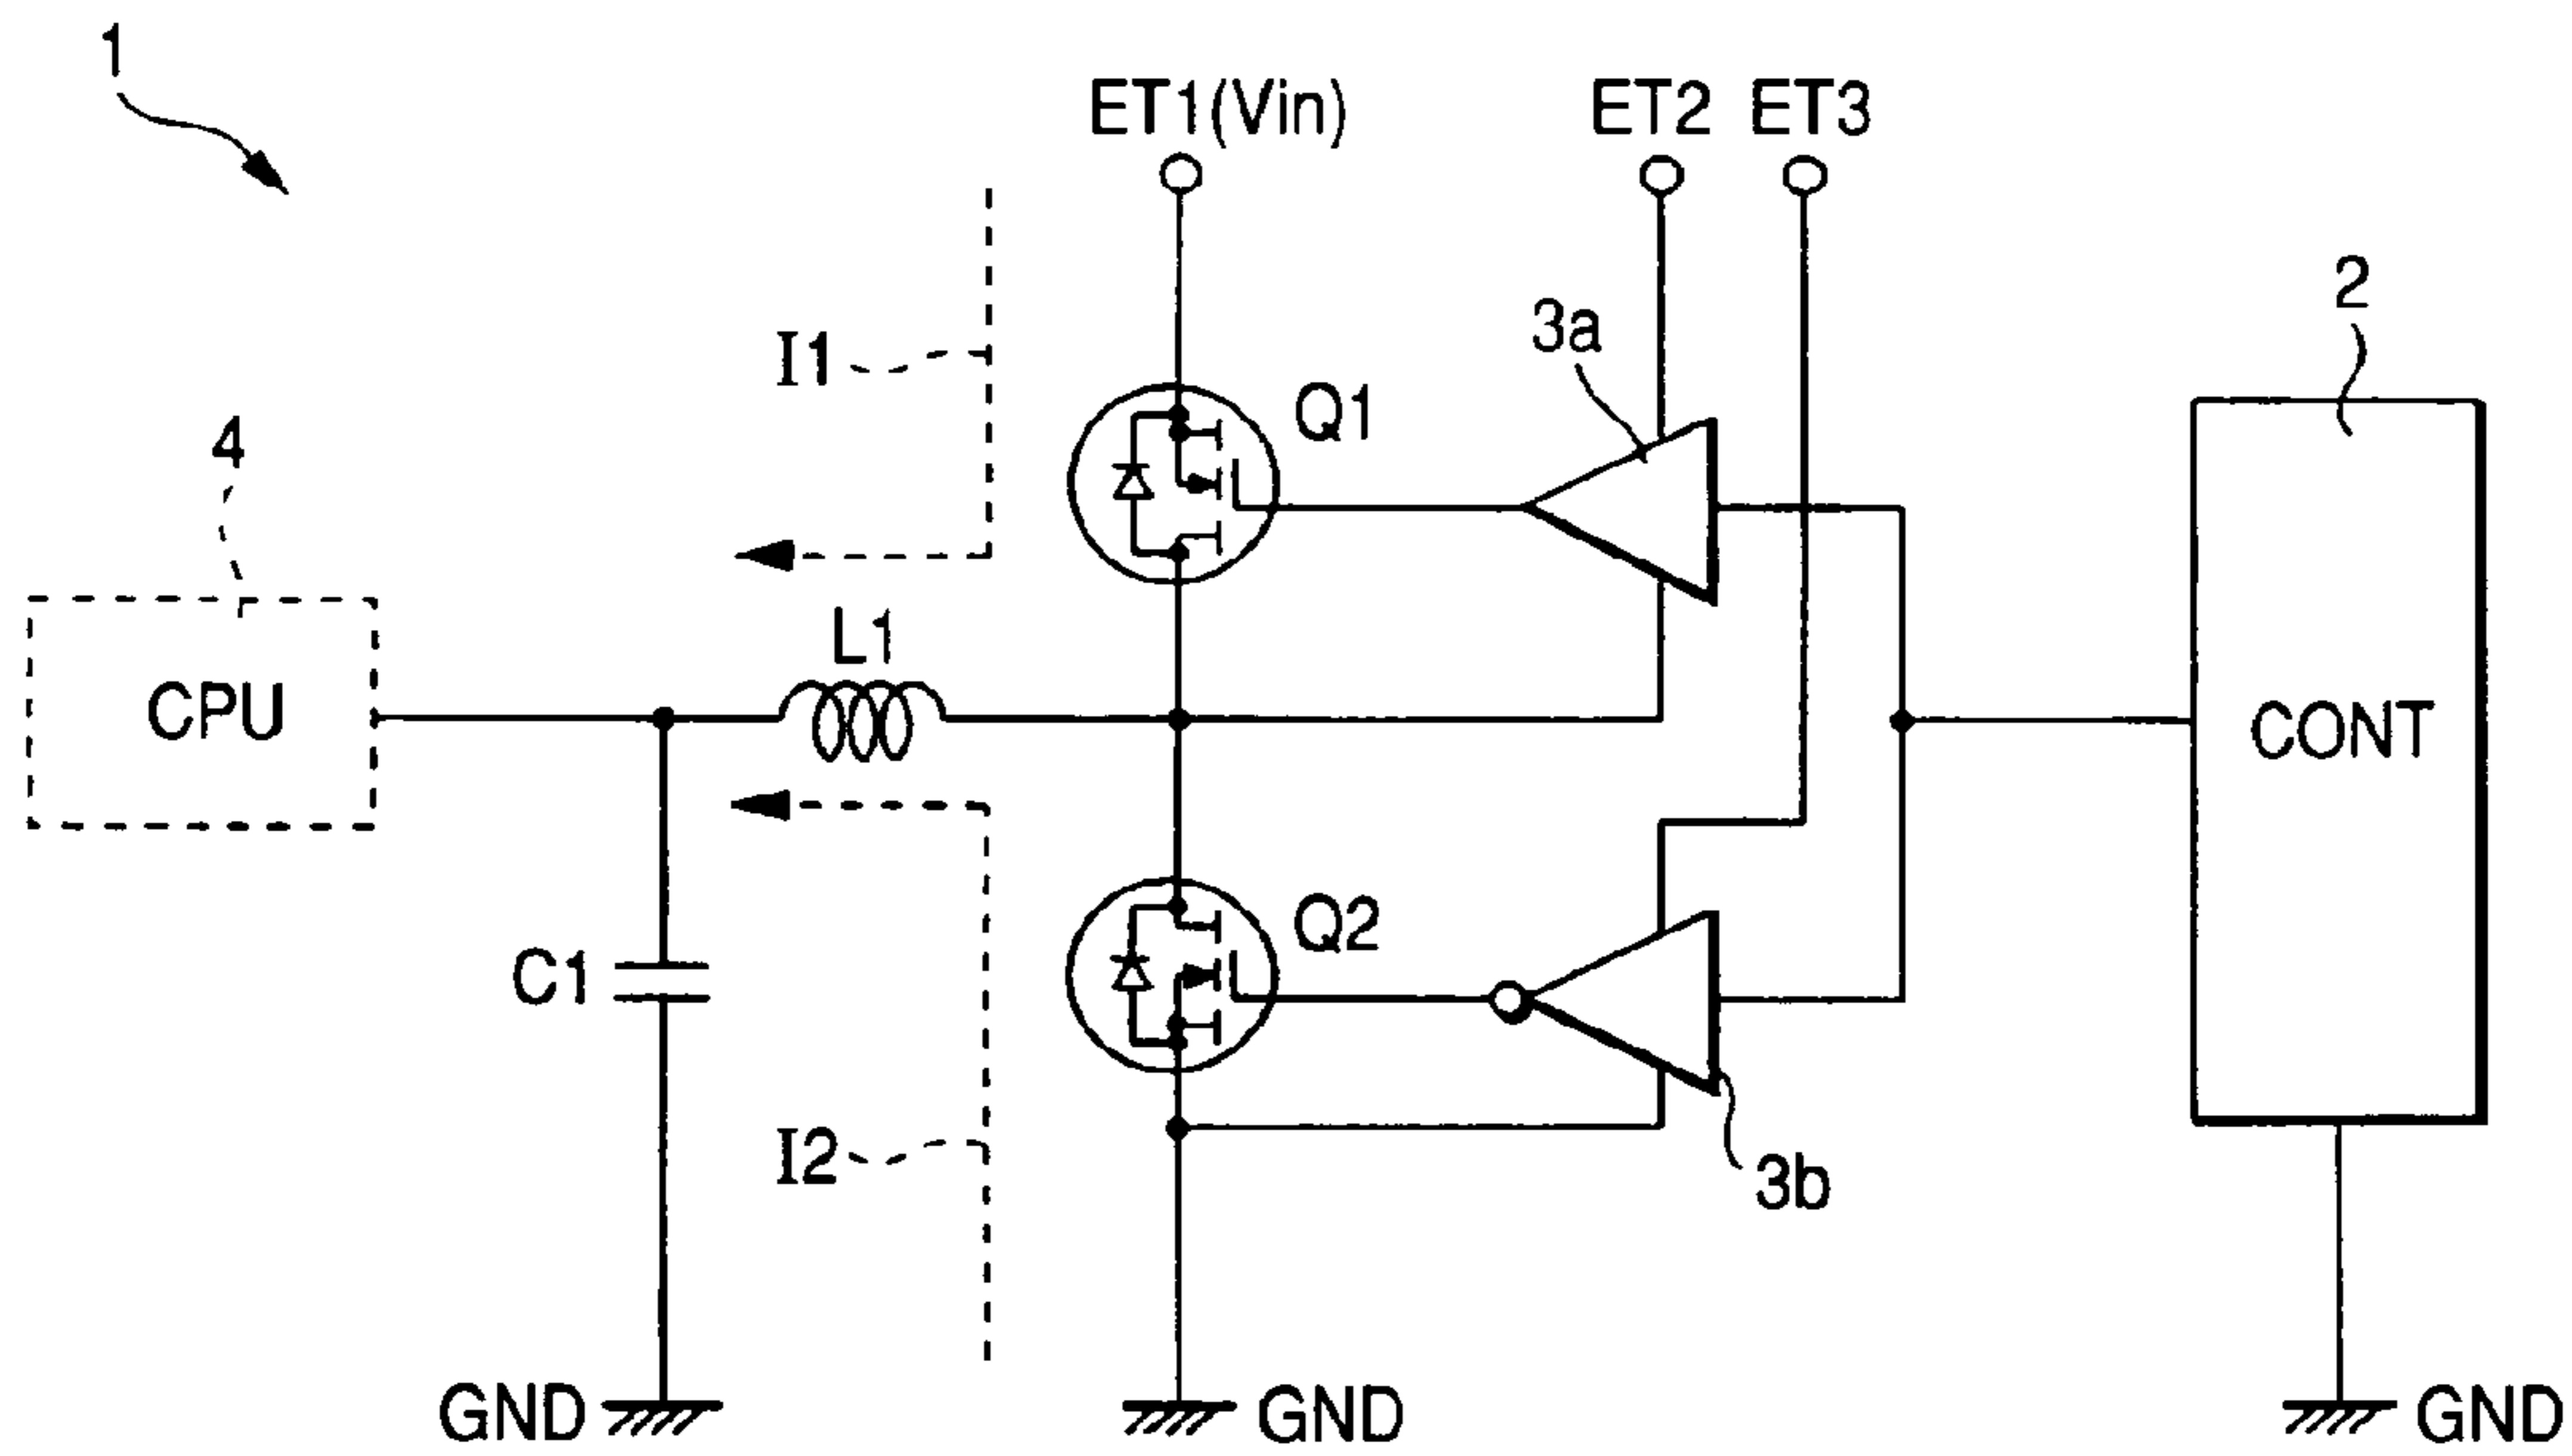 1
ET1(Vin)
ET2
ET3
2
3a
I1
Q1
4
L1
CPU
CONT
Q2
C1
I2
3b
GND
GND
GND